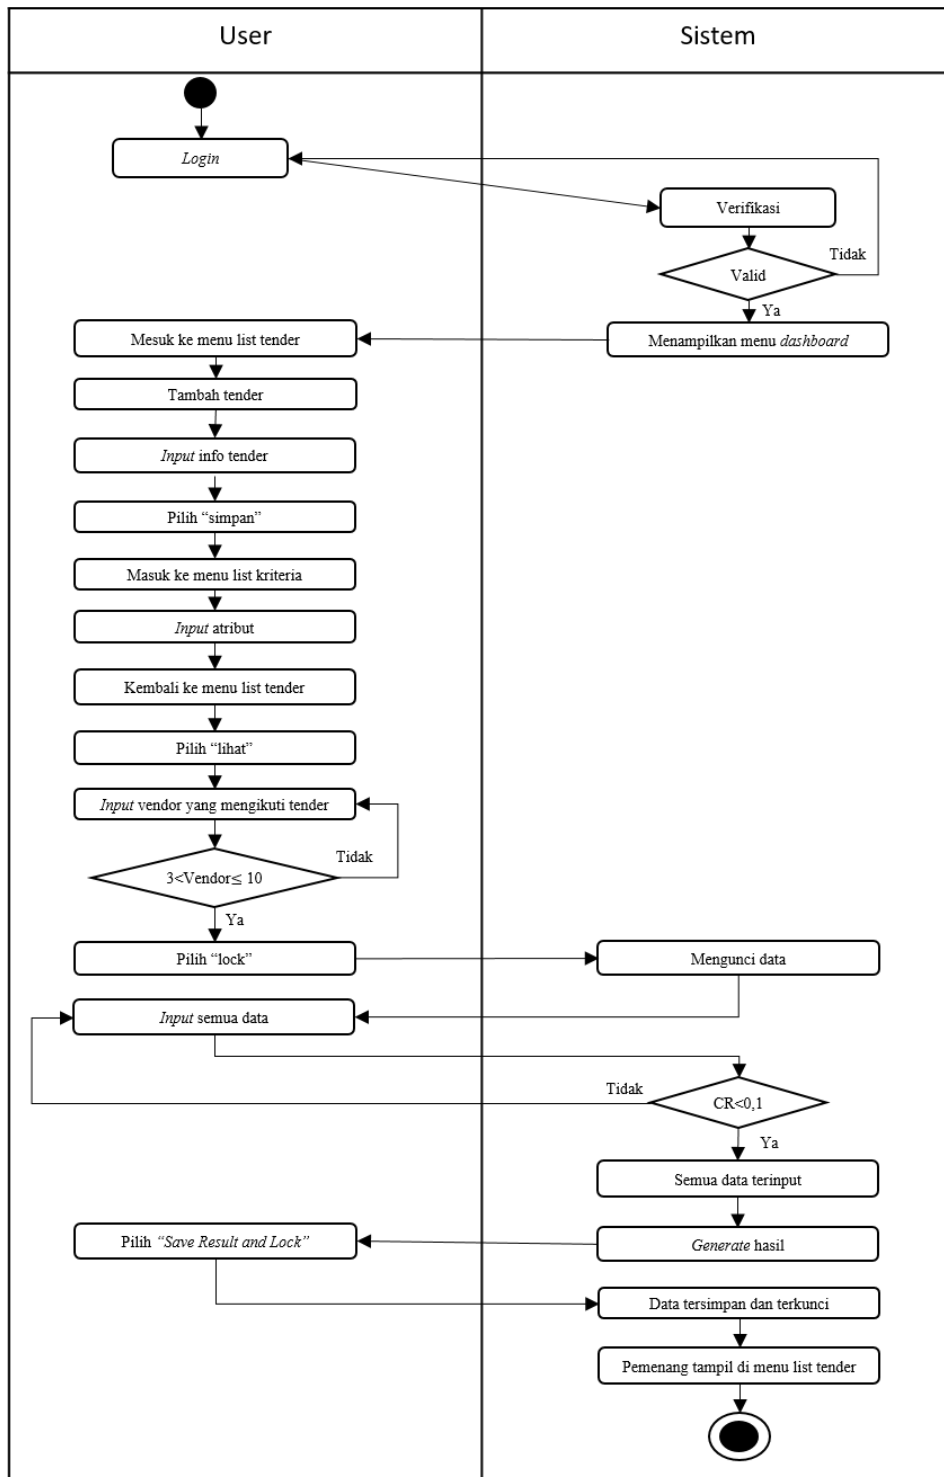 User
Sistem
Login
Verifikasi
Valid
Tidak
Ya
Mesuk ke menu list tender
Menampilkan menu dashboard
Tambah tender
Input info tender
Pilih “simpan”
Masuk ke menu list kriteria
Input atribut
Kembali ke menu list tender
Pilih “lihat”
Input vendor yang mengikuti tender
Tidak
3<Vendor≤ 10
Ya
Pilih “lock”
Mengunci data
Input semua data
Tidak
CR<0,1
Ya
Semua data terinput
Pilih “Save Result and Lock”
Generate hasil
Data tersimpan dan terkunci
Pemenang tampil di menu list tender